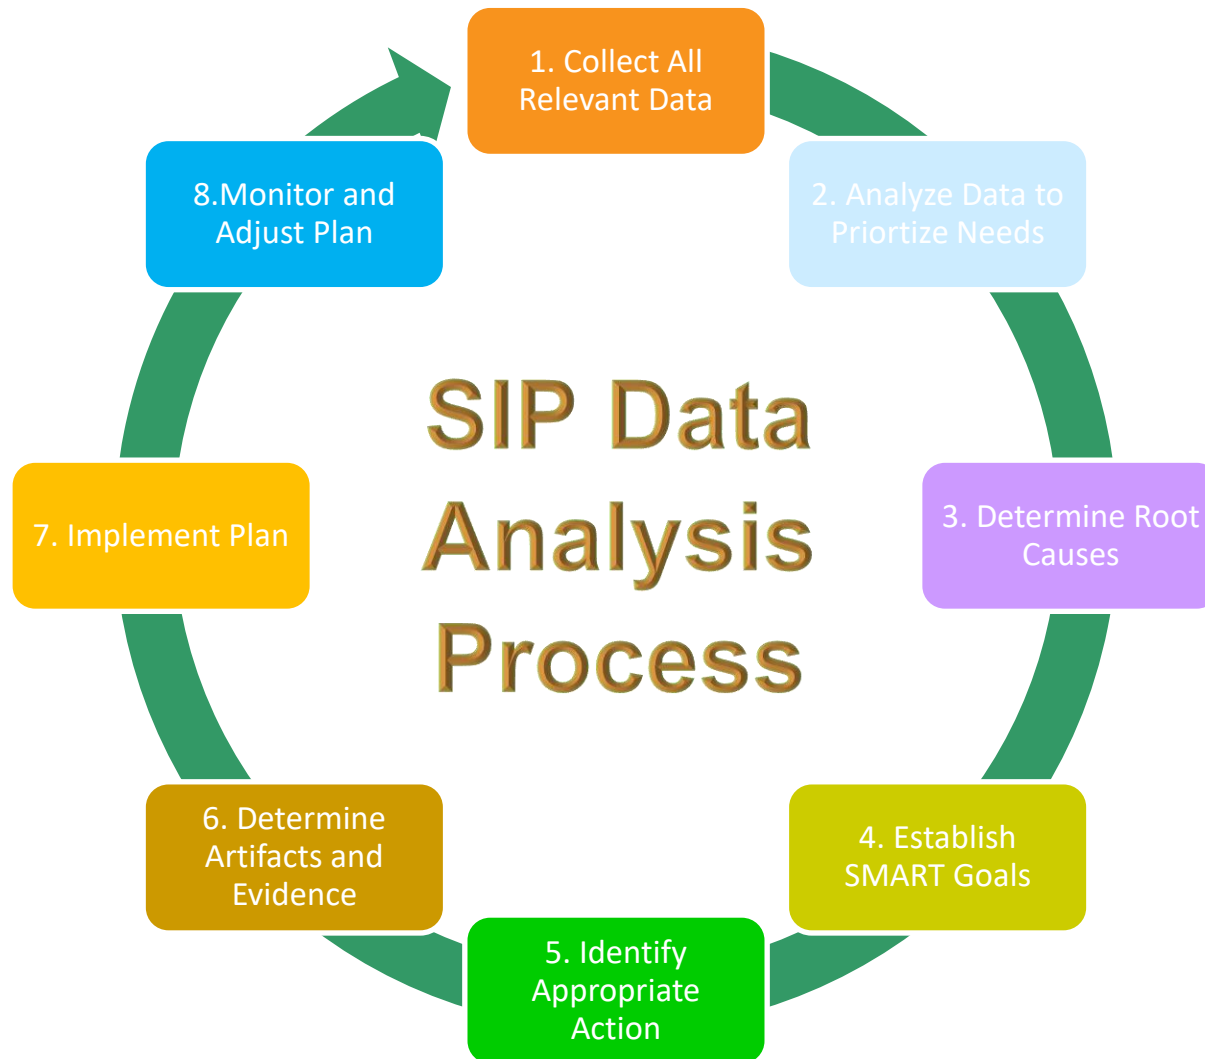 1. Collect All
Relevant Data
2. Analyze Data to
Priortize Needs
3. Determine Root
Causes
4. Establish
SMART Goals
5. Identify
Appropriate
Action
6. Determine
Artifacts and
Evidence
7. Implement Plan
8.Monitor and
Adjust Plan
SIP Data
Analysis
Process